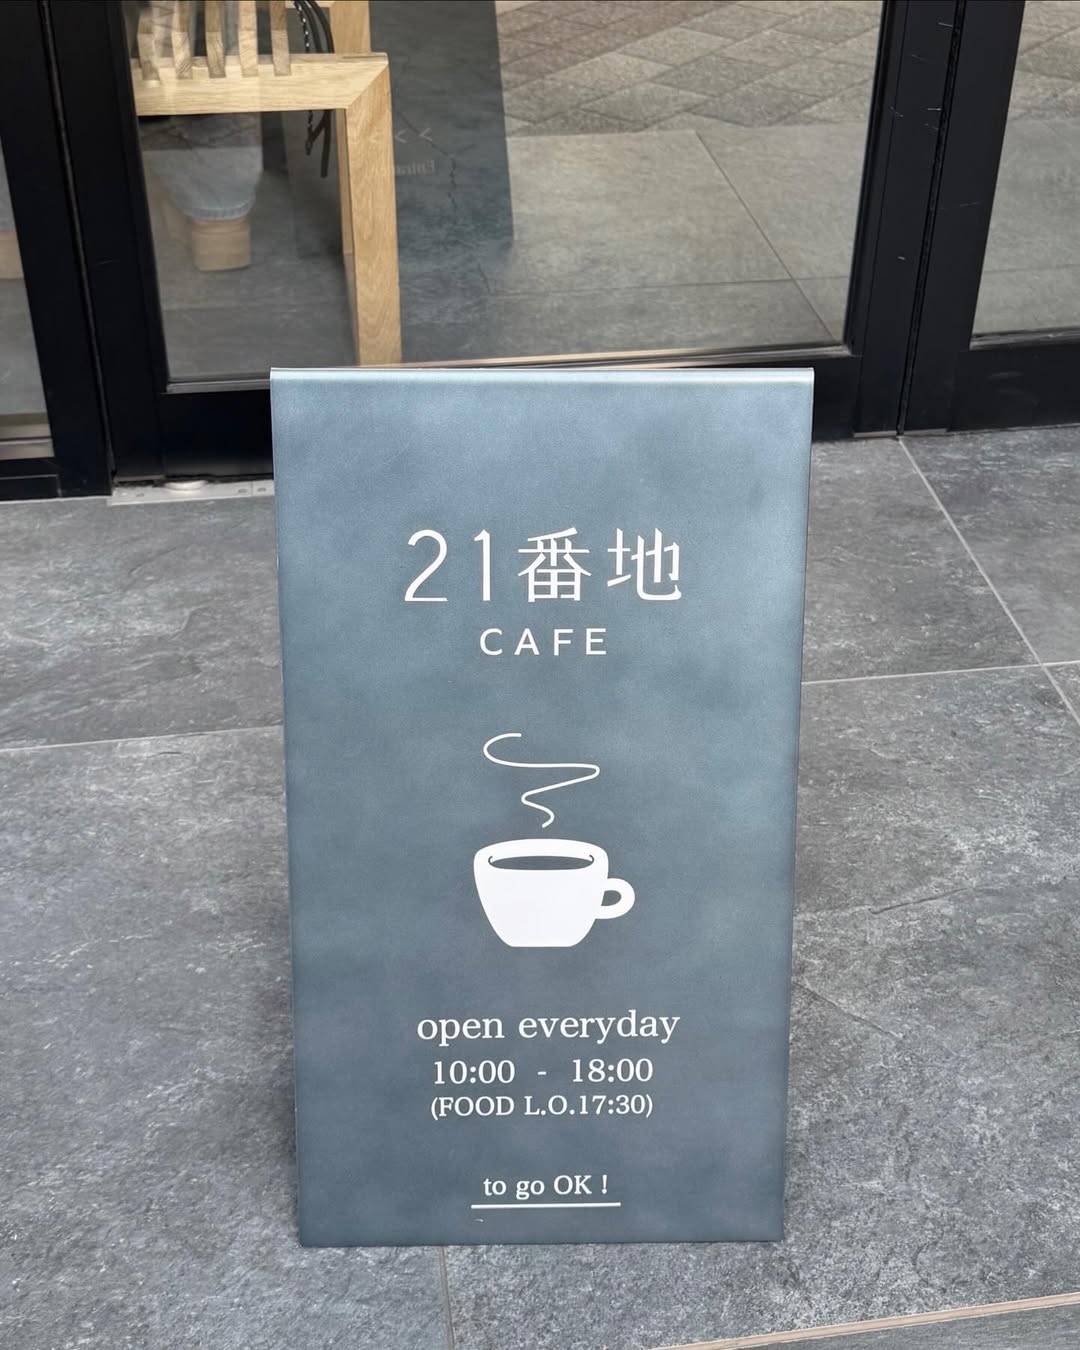 21番地
CAFE
open everyday
10:00 - 18:00
(FOOD L.O.17:30)
to go OK !